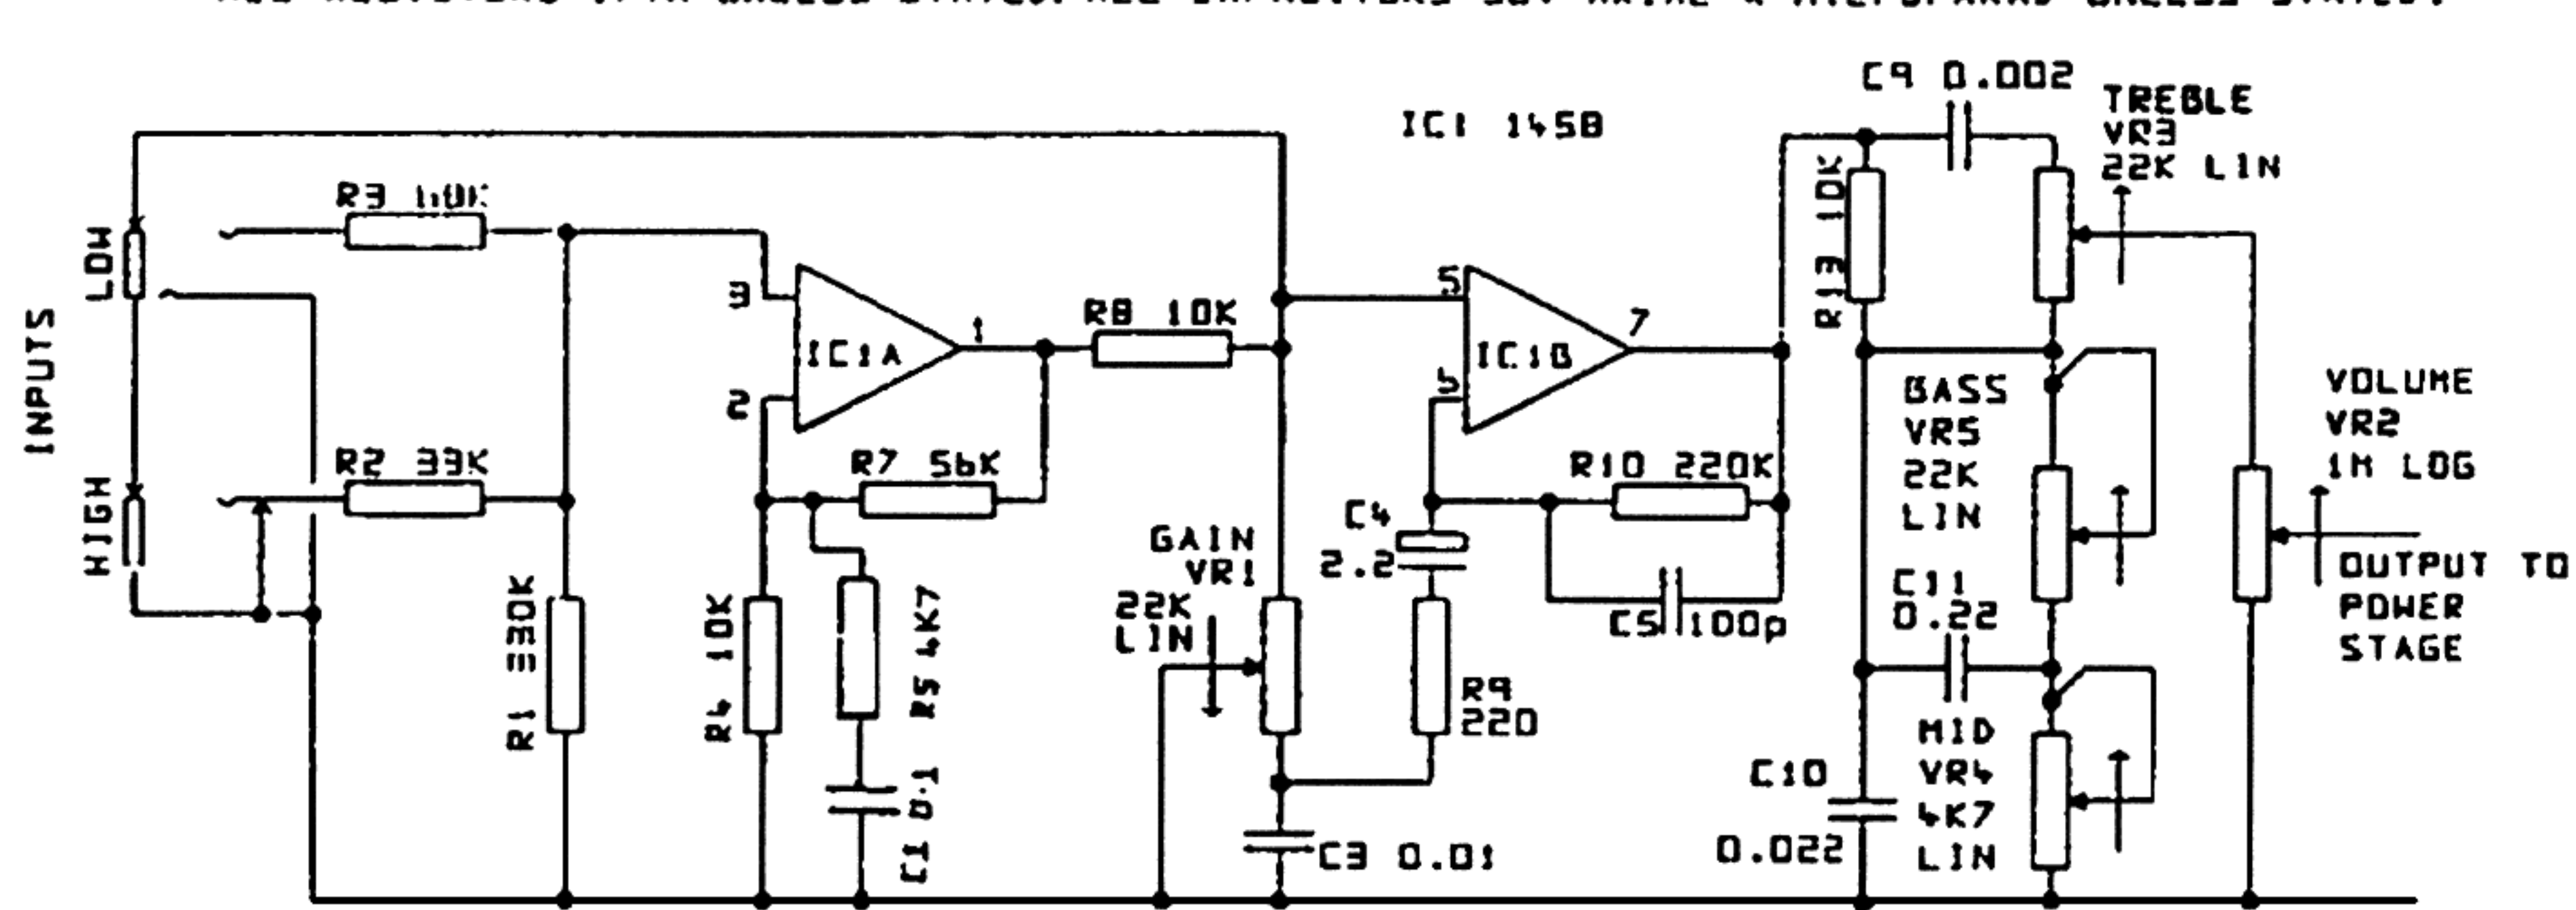 C9 0.002
TREBLE
VR3
22K LIN
IC1 1458
R13 10K
R3
LOW
3
1
R8 10K
5
7
INPUTS
IC1A
IC1B
2
5
BASS
VR5
22K
LIN
VOLUME
VR2
1M LOG
R2 33K
R7 56K
R10 220K
HIGH
C4
2.2
GAIN
VR1
22K
LIN
C11
0.22
OUTPUT TO
POWER
STAGE
R1 330K
R4 10K
R5 4K7
C5 100p
R9
220
MID
VR4
4K7
LIN
C10
0.022
C1 0.1
C3 0.01